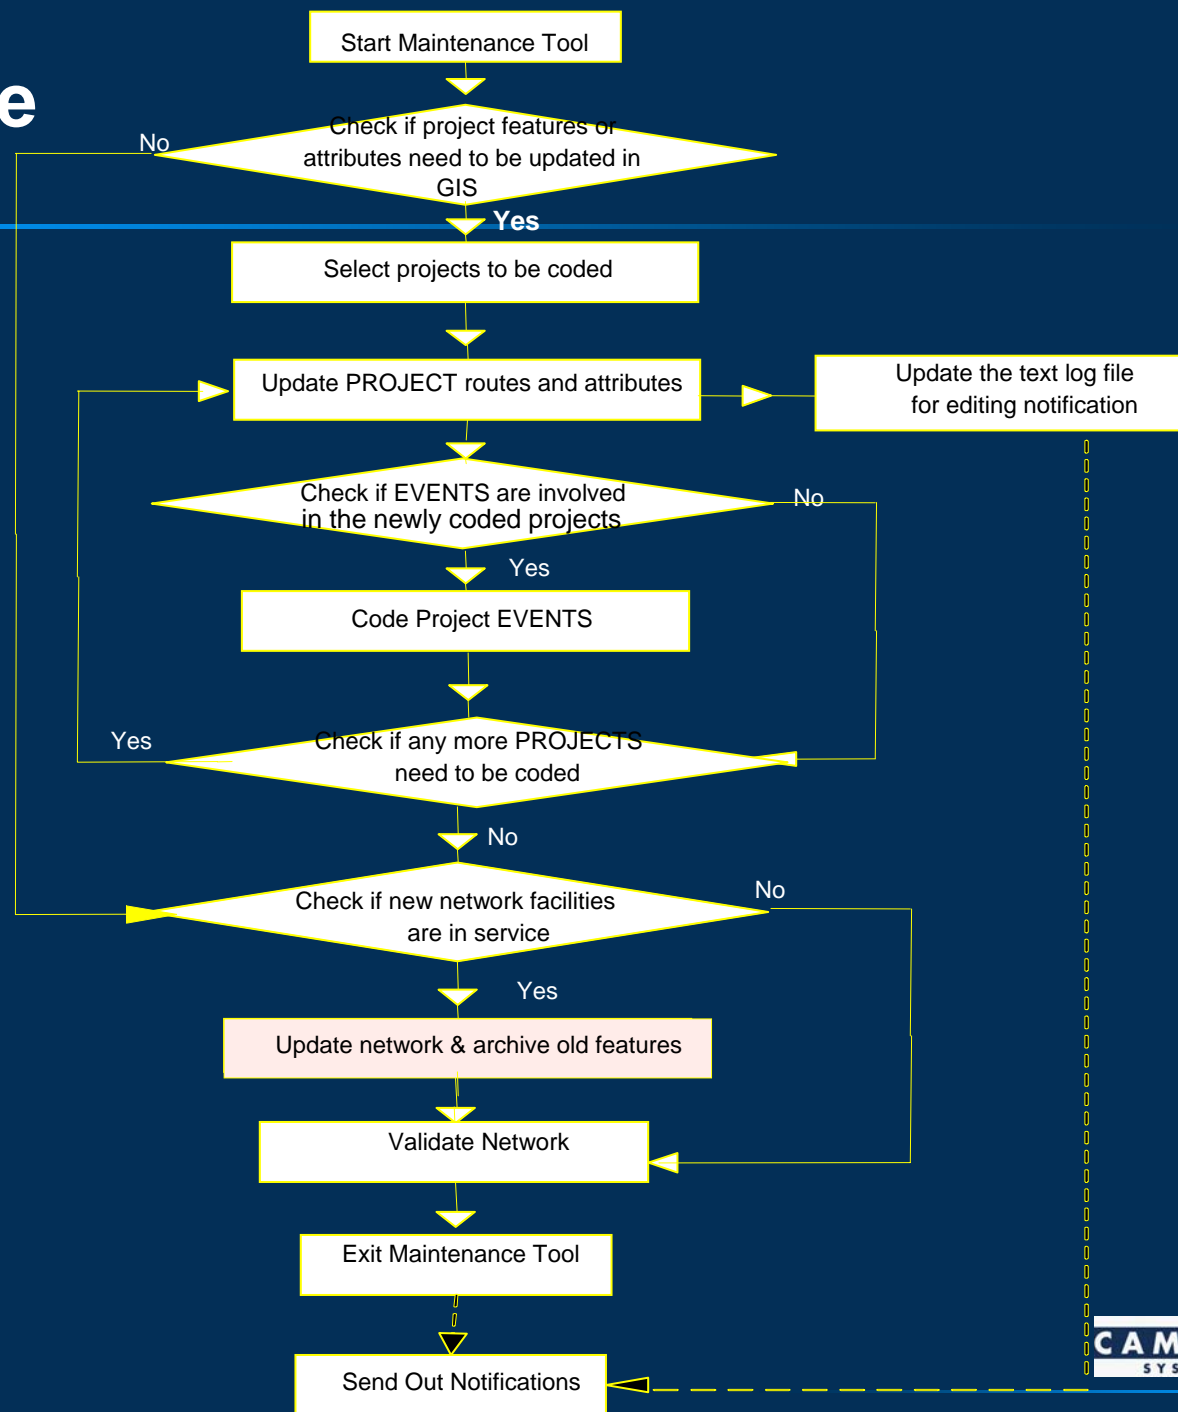 Start Maintenance Tool
e
No
Check if project features or
attributes need to be updated in
GIS
Yes
Select projects to be coded
Update PROJECT routes and attributes
Update the text log file
for editing notification
Check if EVENTS are involved
in the newly coded projects
No
Yes
Code Project EVENTS
Yes
Check if any more PROJECTS
need to be coded
No
Check if new network facilities
are in service
No
Yes
Update network & archive old features
Validate Network
Exit Maintenance Tool
Send Out Notifications
CAM
SYS